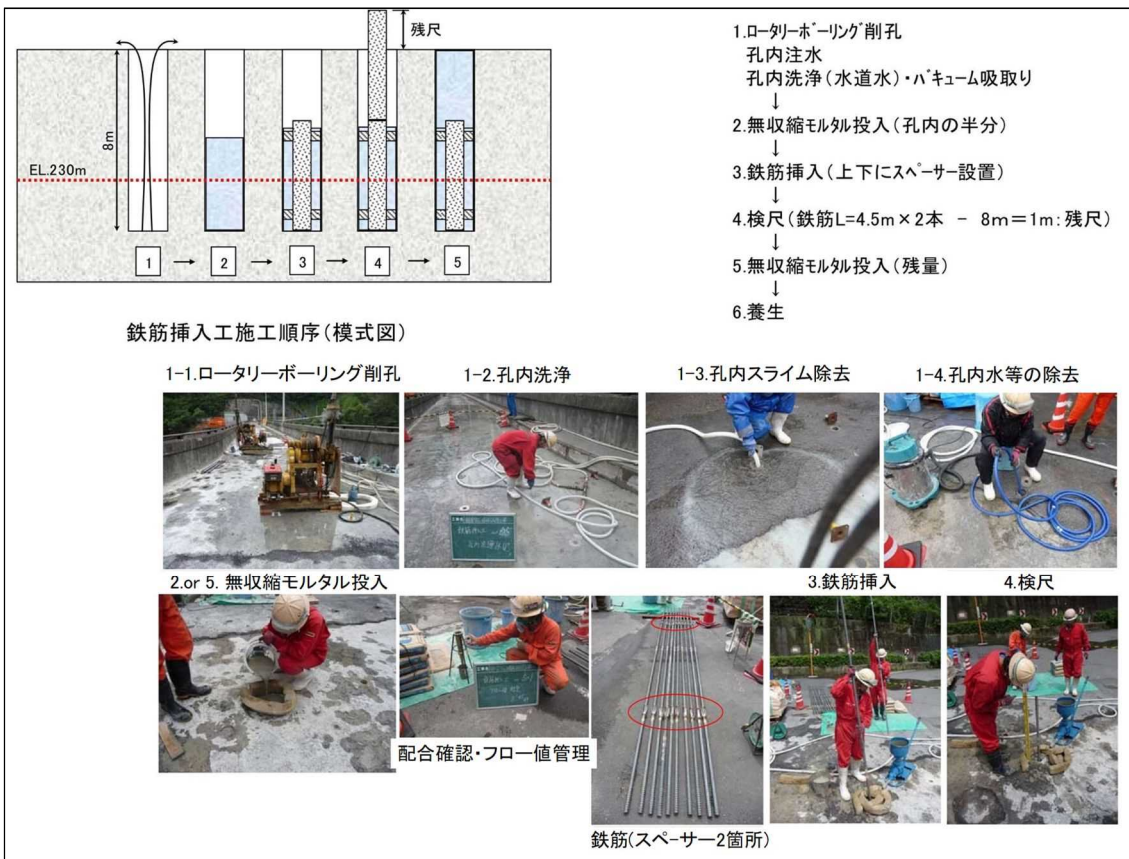 残尺
8m
EL.230m
1
2
3
4
5
鉄筋挿入工施工順序(模式図)
1.ロータリーボーリング削孔
孔内注水
孔内洗浄(水道水)・バキューム吸取り
↓
2.無収縮モルタル投入(孔内の半分)
↓
3.鉄筋挿入(上下にスペーサー設置)
↓
4.検尺(鉄筋L=4.5m×2本 - 8m=1m:残尺)
↓
5.無収縮モルタル投入(残量)
↓
6.養生
1-1.ロータリーボーリング削孔
1-2.孔内洗浄
1-3.孔内スライム除去
1-4.孔内水等の除去
2.or 5. 無収縮モルタル投入
3.鉄筋挿入
4.検尺
配合確認・フロー値管理
鉄筋(スペーサー2箇所)